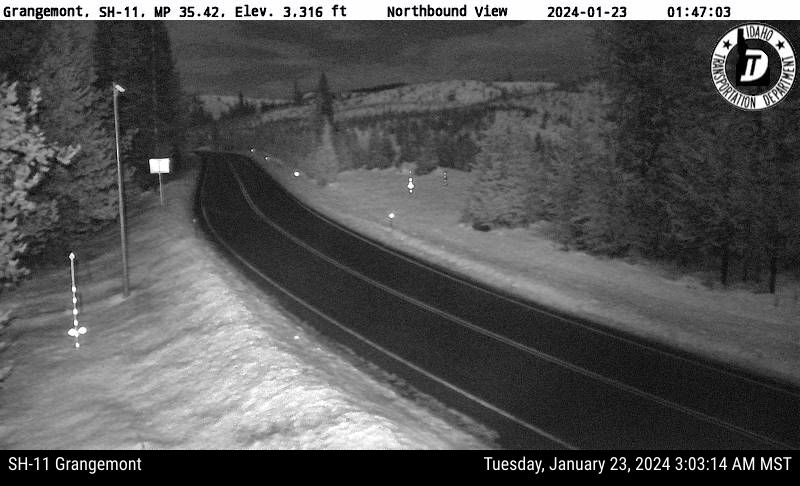 Grangemont, SH-11, MP 35.42, Elev. 3,316 ft Northbound View 2024-01-23 01:47:03
IDAHO
TRANSPORTATION DEPARTMENT
SH-11 Grangemont Tuesday, January 23, 2024 3:03:14 AM MST